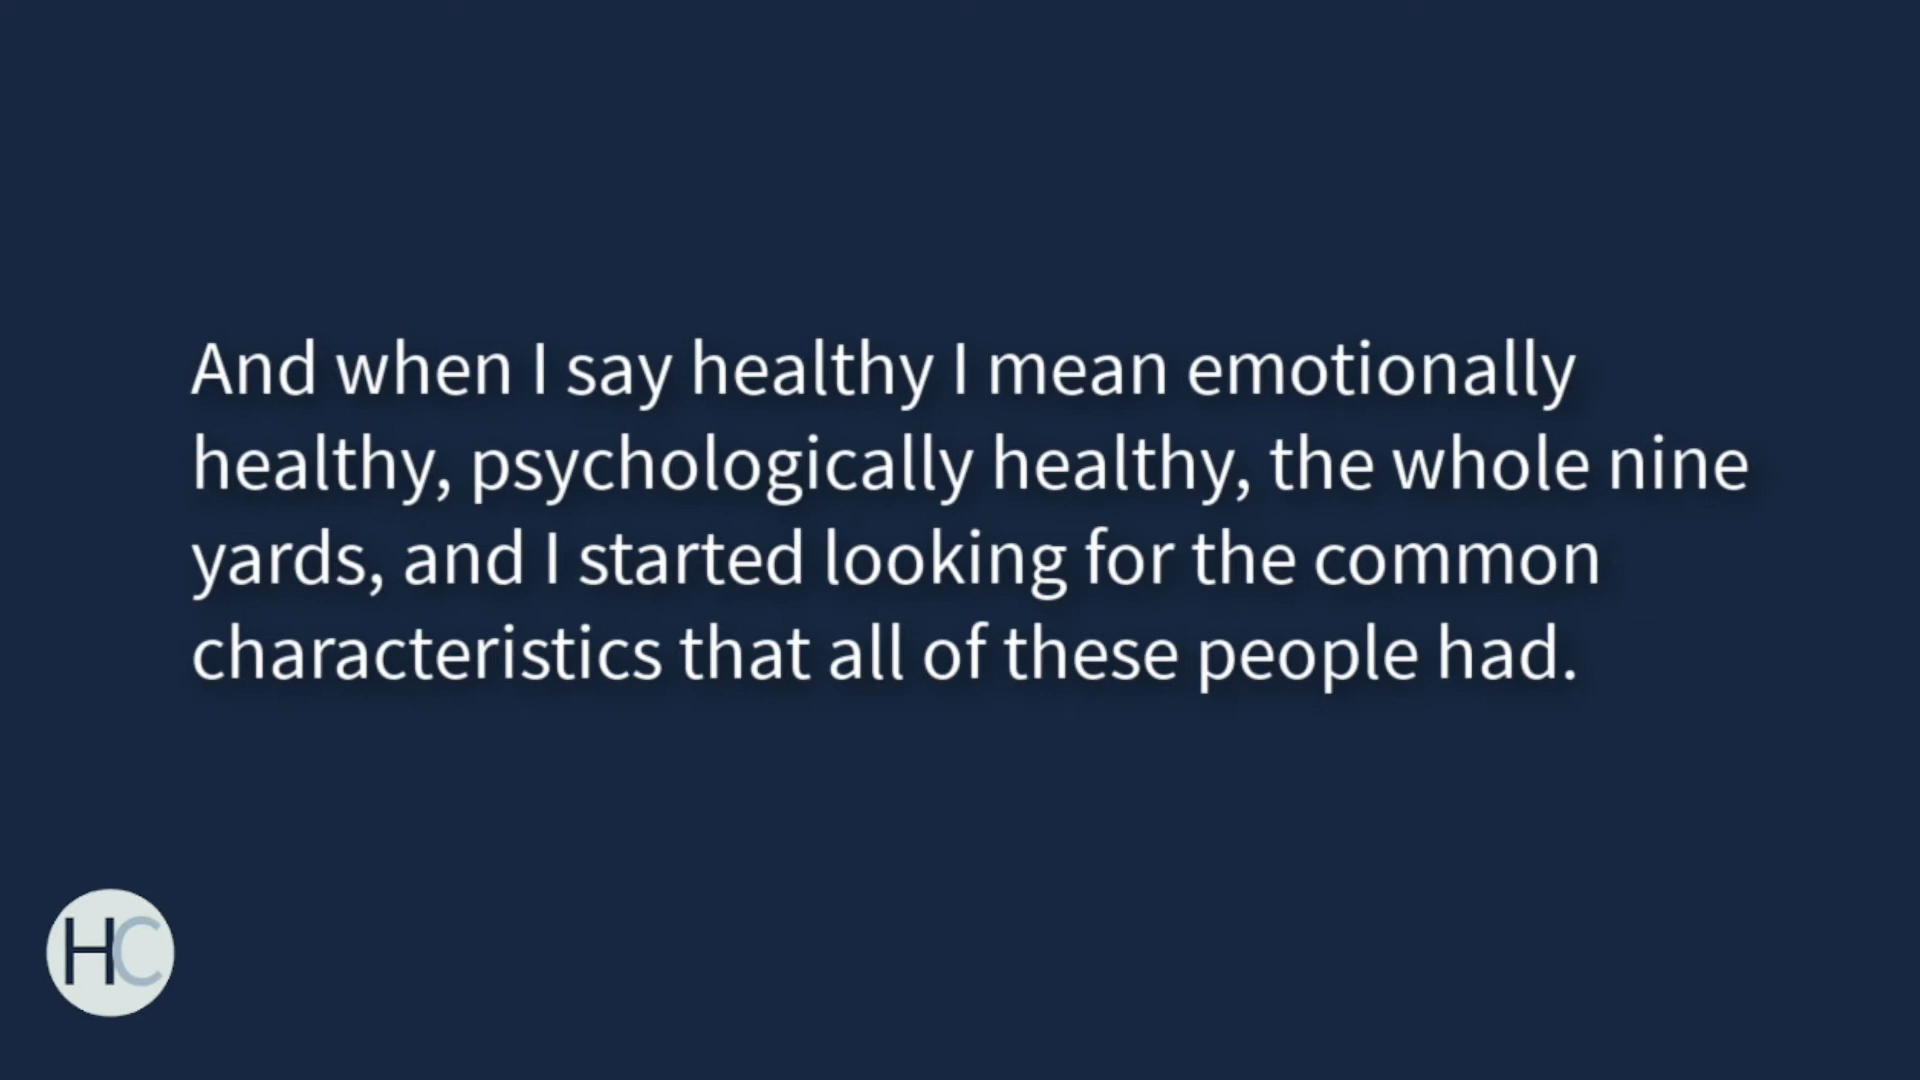 And when I say healthy I mean emotionally
healthy, psychologically healthy, the whole nine
yards, and I started looking for the common
characteristics that all of these people had.
HC